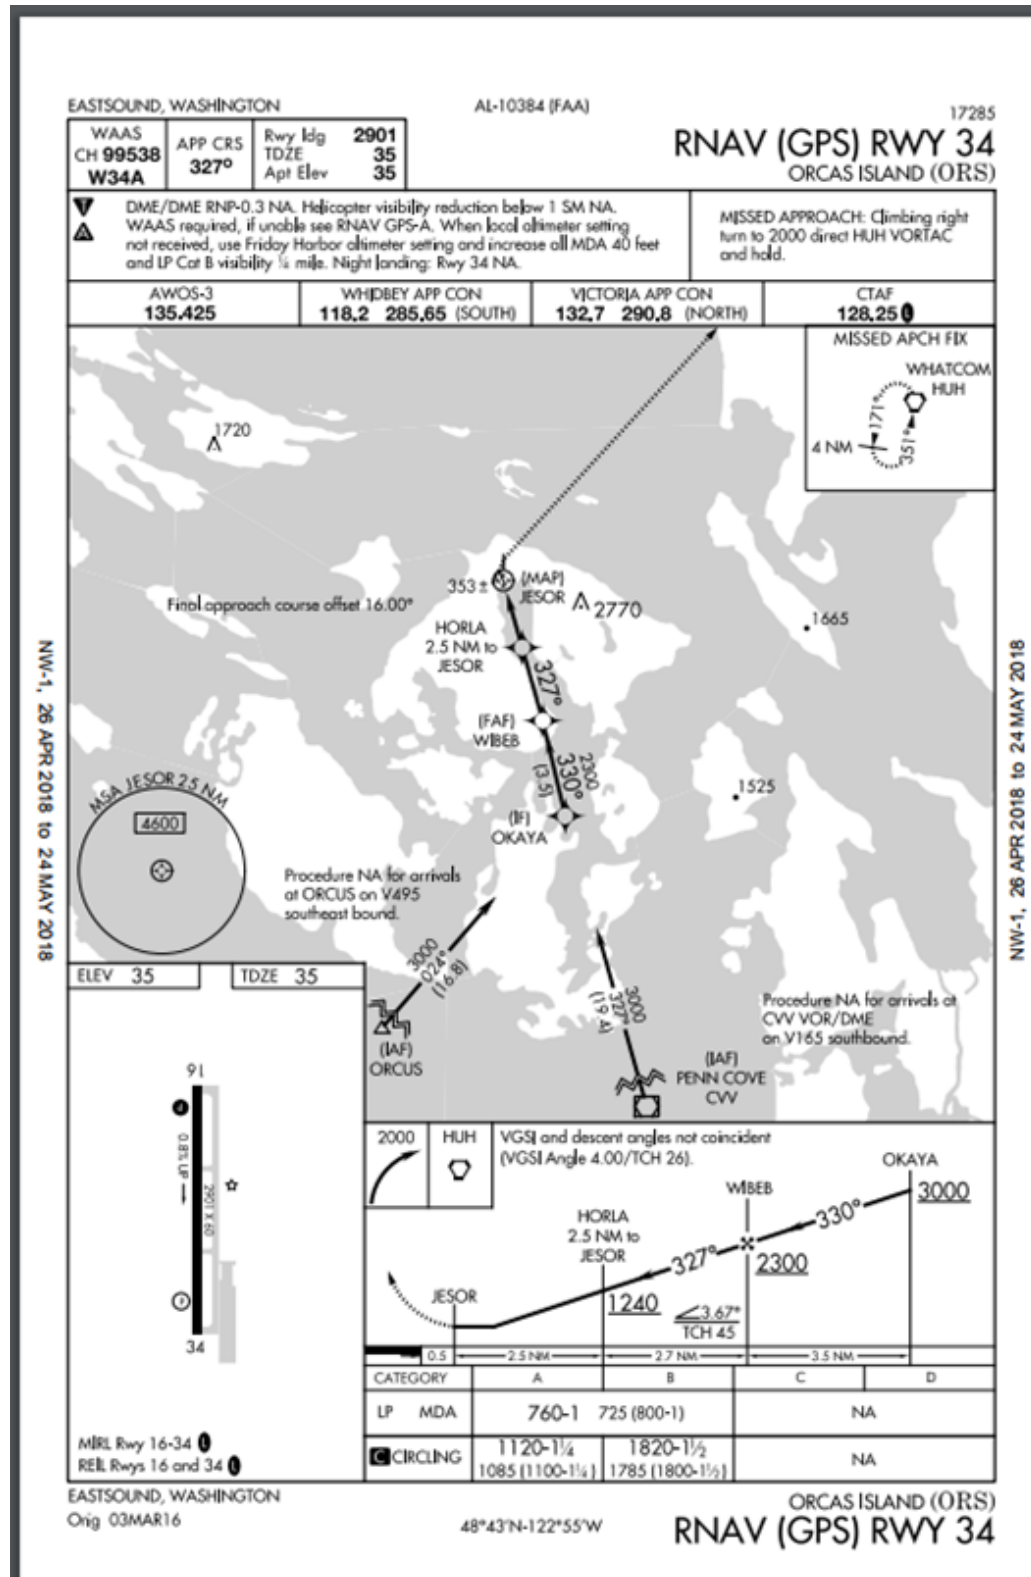 EASTSOUND, WASHINGTON
AL-10384 (FAA)
17285
WAAS
CH 99538
W34A
APP CRS
327°
Rwy ldg 2901
TDZE 35
Apt Elev 35
RNAV (GPS) RWY 34
ORCAS ISLAND (ORS)
T
A
DME/DME RNP-0.3 NA. Helicopter visibility reduction below 1 SM NA.
WAAS required, if unable see RNAV GPS-A. When local altimeter setting
not received, use Friday Harbor altimeter setting and increase all MDA 40 feet
and LP Cat B visibility ¼ mile. Night landing: Rwy 34 NA.
MISSED APPROACH: Climbing right
turn to 2000 direct HUH VORTAC
and hold.
AWOS-3
135.425
WHIDBEY APP CON
118.2 285.65 (SOUTH)
VICTORIA APP CON
132.7 290.8 (NORTH)
CTAF
128.25 L
MISSED APCH FIX
WHATCOM
HUH
171°
351°
4 NM
1720
353±
(MAP)
JESOR
2770
1665
Final approach course offset 16.00°
HORLA
2.5 NM to
JESOR
327°
(FAF)
WIBEB
2300
330°
(3.5)
(IF)
OKAYA
1525
MSA JESOR 25 NM
4600
Procedure NA for arrivals
at ORCUS on V495
southeast bound.
3000
024°
(16.8)
(IAF)
ORCUS
3000
327°
(19.4)
Procedure NA for arrivals at
CVV VOR/DME
on V165 southbound.
(IAF)
PENN COVE
CVV
NW-1, 26 APR 2018 to 24 MAY 2018
NW-1, 26 APR 2018 to 24 MAY 2018
ELEV 35
TDZE 35
16
0.8% UP
2901 X 60
34
MIRL Rwy 16-34 L
REIL Rwys 16 and 34 L
2000
HUH
VGSI and descent angles not coincident
(VGSI Angle 4.00/TCH 26).
OKAYA
3000
WIBEB
330°
2300
HORLA
2.5 NM to
JESOR
327°
1240
3.67°
TCH 45
JESOR
0.5
2.5 NM
2.7 NM
3.5 NM
CATEGORY A B C D
LP MDA 760-1 725 (800-1) NA
C CIRCLING 1120-1¼ 1820-1½ NA
1085 (1100-1¼) 1785 (1800-1½)
EASTSOUND, WASHINGTON
Orig 03MAR16
48°43'N-122°55'W
ORCAS ISLAND (ORS)
RNAV (GPS) RWY 34